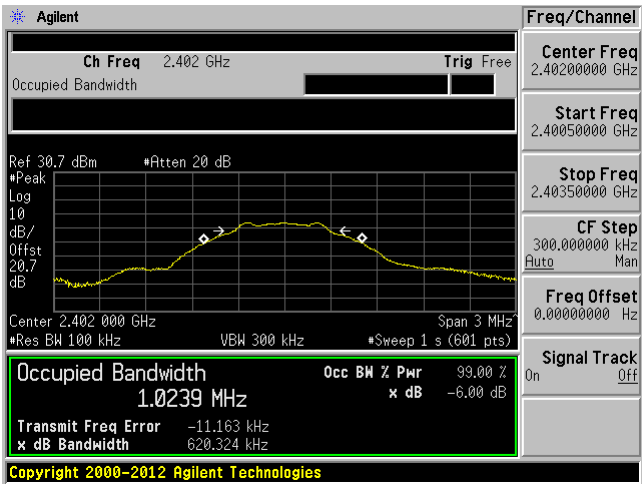 Agilent
Freq/Channel
Ch Freq 2.402 GHz Trig Free
Occupied Bandwidth
Center Freq
2.40200000 GHz
Start Freq
2.40050000 GHz
Stop Freq
2.40350000 GHz
CF Step
300.000000 kHz
Auto Man
Freq Offset
0.00000000 Hz
Signal Track
On Off
Ref 30.7 dBm #Atten 20 dB
#Peak
Log
10
dB/
Offst
20.7
dB
Center 2.402 000 GHz Span 3 MHz^
#Res BW 100 kHz VBW 300 kHz #Sweep 1 s (601 pts)
Occupied Bandwidth Occ BW % Pwr 99.00 %
1.0239 MHz x dB -6.00 dB
Transmit Freq Error -11.163 kHz
x dB Bandwidth 620.324 kHz
Copyright 2000-2012 Agilent Technologies